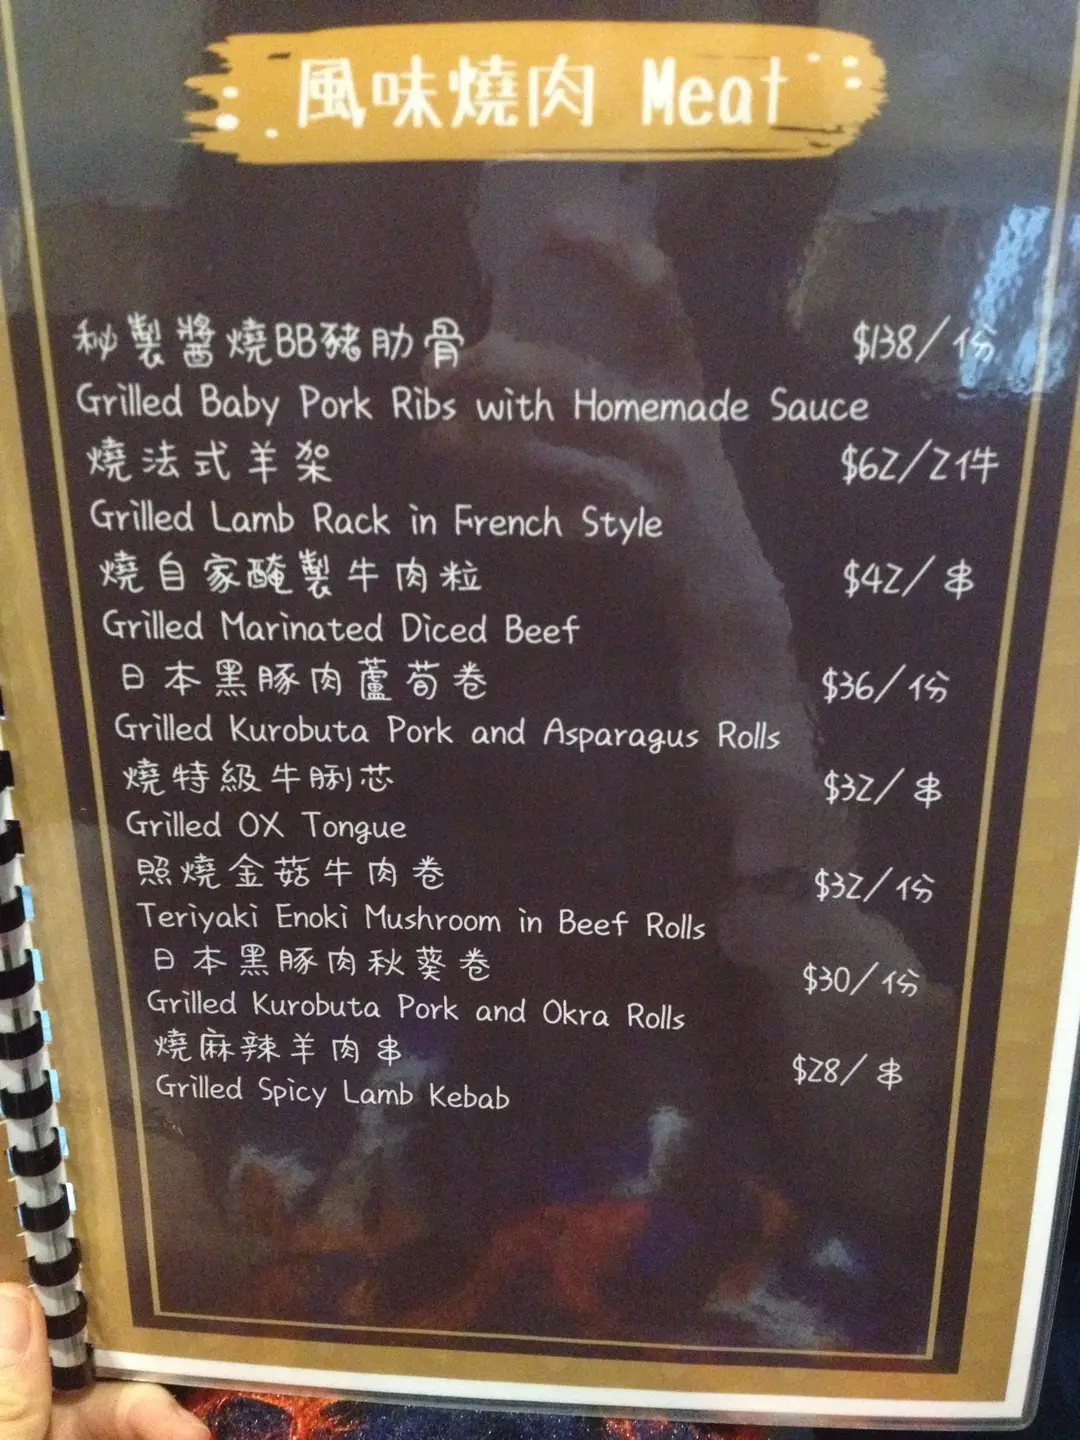 風味燒肉 Meat
秘製醬燒BB豬肋骨 $138/份
Grilled Baby Pork Ribs with Homemade Sauce
燒法式羊架 $62/2件
Grilled Lamb Rack in French Style
燒自家醃製牛肉粒 $42/串
Grilled Marinated Diced Beef
日本黑豚肉蘆荀卷 $36/份
Grilled Kurobuta Pork and Asparagus Rolls
燒特級牛脷芯 $32/串
Grilled OX Tongue
照燒金菇牛肉卷 $32/份
Teriyaki Enoki Mushroom in Beef Rolls
日本黑豚肉秋葵卷 $30/份
Grilled Kurobuta Pork and Okra Rolls
燒麻辣羊肉串 $28/串
Grilled Spicy Lamb Kebab